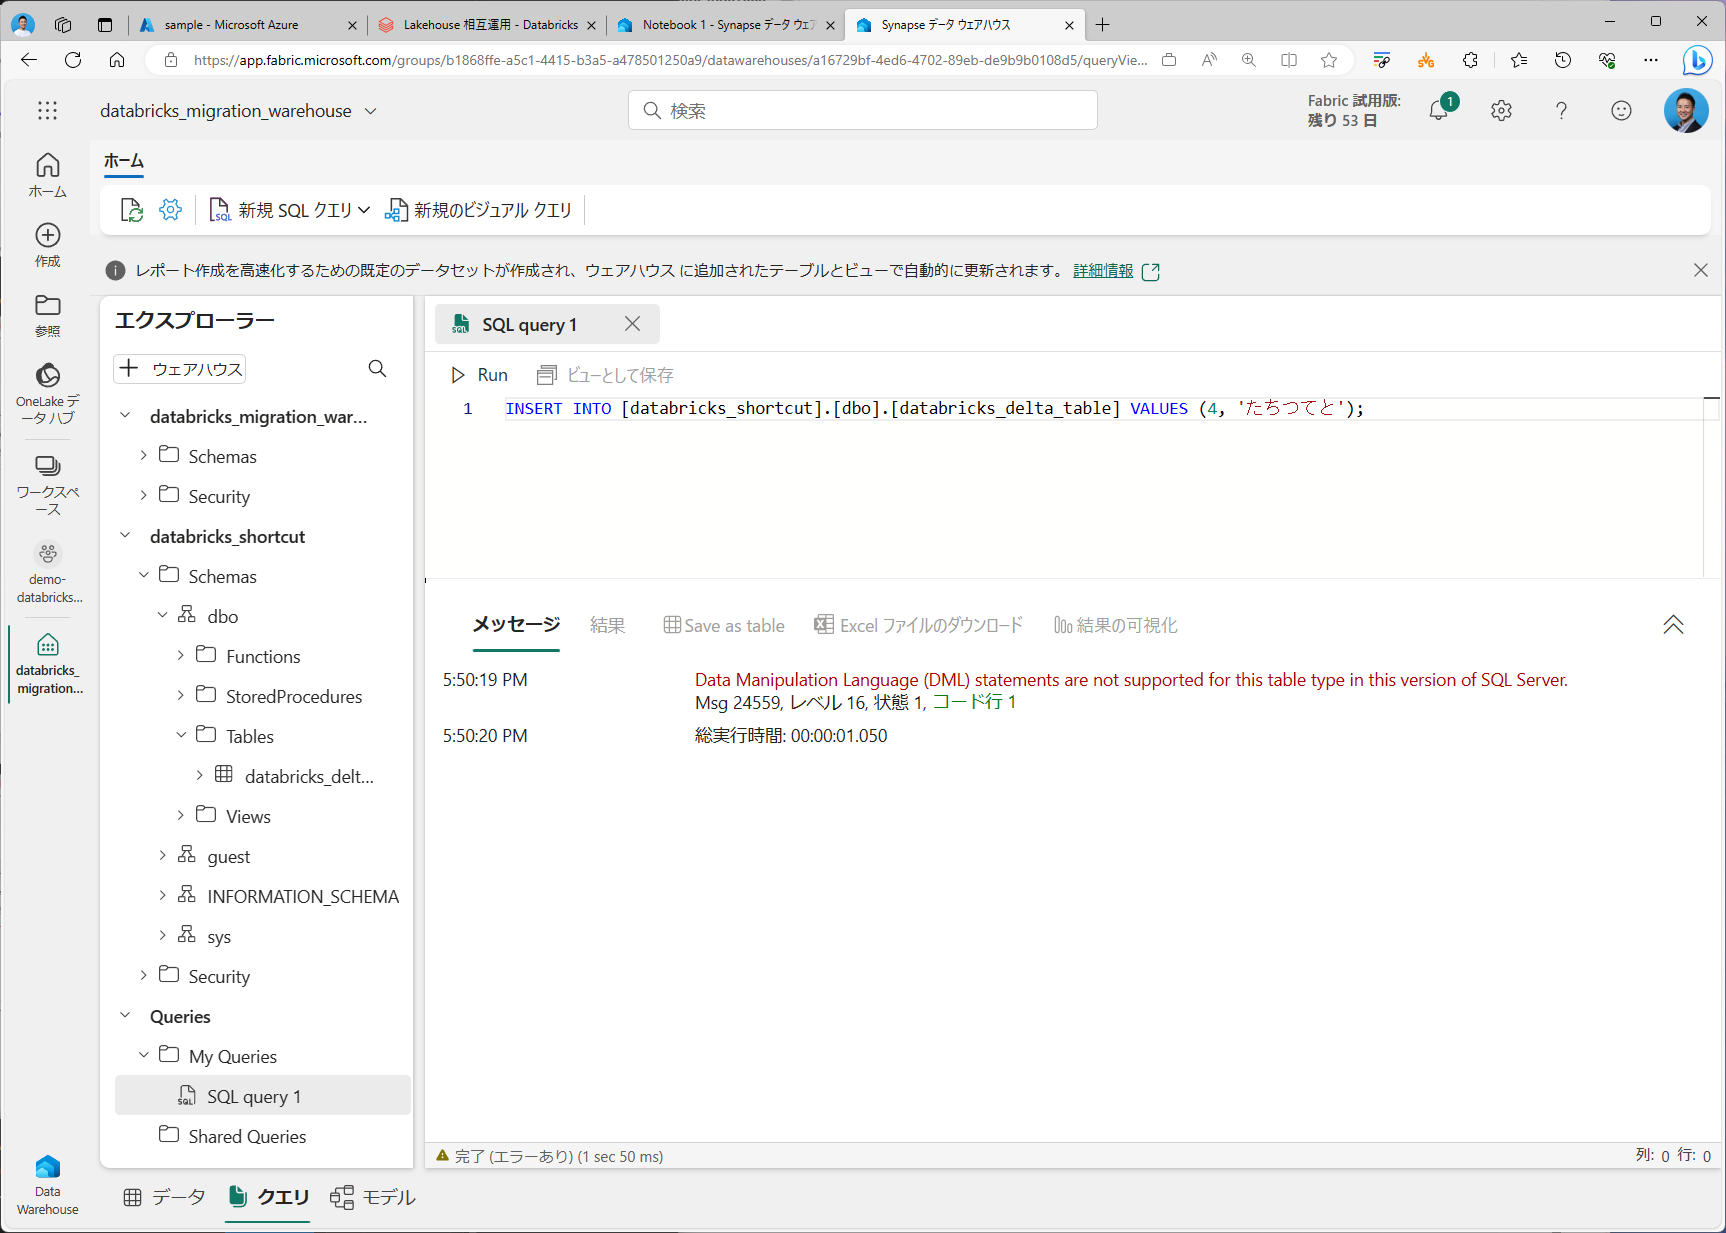 sample - Microsoft Azure
Lakehouse 相互運用 - Databricks
Notebook 1 - Synapse データ ウェア
Synapse データ ウェアハウス
https://app.fabric.microsoft.com/groups/b1868ffe-a5c1-4415-b3a5-a478501250a9/datawarehouses/a16729bf-4ed6-4702-89eb-de9b9b0108d5/queryVie...
databricks_migration_warehouse
検索
Fabric 試用版:
残り 53 日
1
ホーム
作成
参照
OneLake デ
ータ ハブ
ワークスペ
ース
demo-
databricks...
databricks_
migration...
Data
Warehouse
ホーム
新規 SQL クエリ
新規のビジュアル クエリ
レポート作成を高速化するための既定のデータセットが作成され、ウェアハウス に追加されたテーブルとビューで自動的に更新されます。 詳細情報
エクスプローラー
ウェアハウス
databricks_migration_war...
Schemas
Security
databricks_shortcut
Schemas
dbo
Functions
StoredProcedures
Tables
databricks_delt...
Views
guest
INFORMATION_SCHEMA
sys
Security
Queries
My Queries
SQL query 1
Shared Queries
SQL query 1
Run
ビューとして保存
1 INSERT INTO [databricks_shortcut].[dbo].[databricks_delta_table] VALUES (4, 'たちつてと');
メッセージ
結果
Save as table
Excel ファイルのダウンロード
結果の可視化
5:50:19 PM Data Manipulation Language (DML) statements are not supported for this table type in this version of SQL Server.
Msg 24559, レベル 16, 状態 1, コード行 1
5:50:20 PM 総実行時間: 00:00:01.050
完了 (エラーあり) (1 sec 50 ms)
列: 0 行: 0
データ
クエリ
モデル